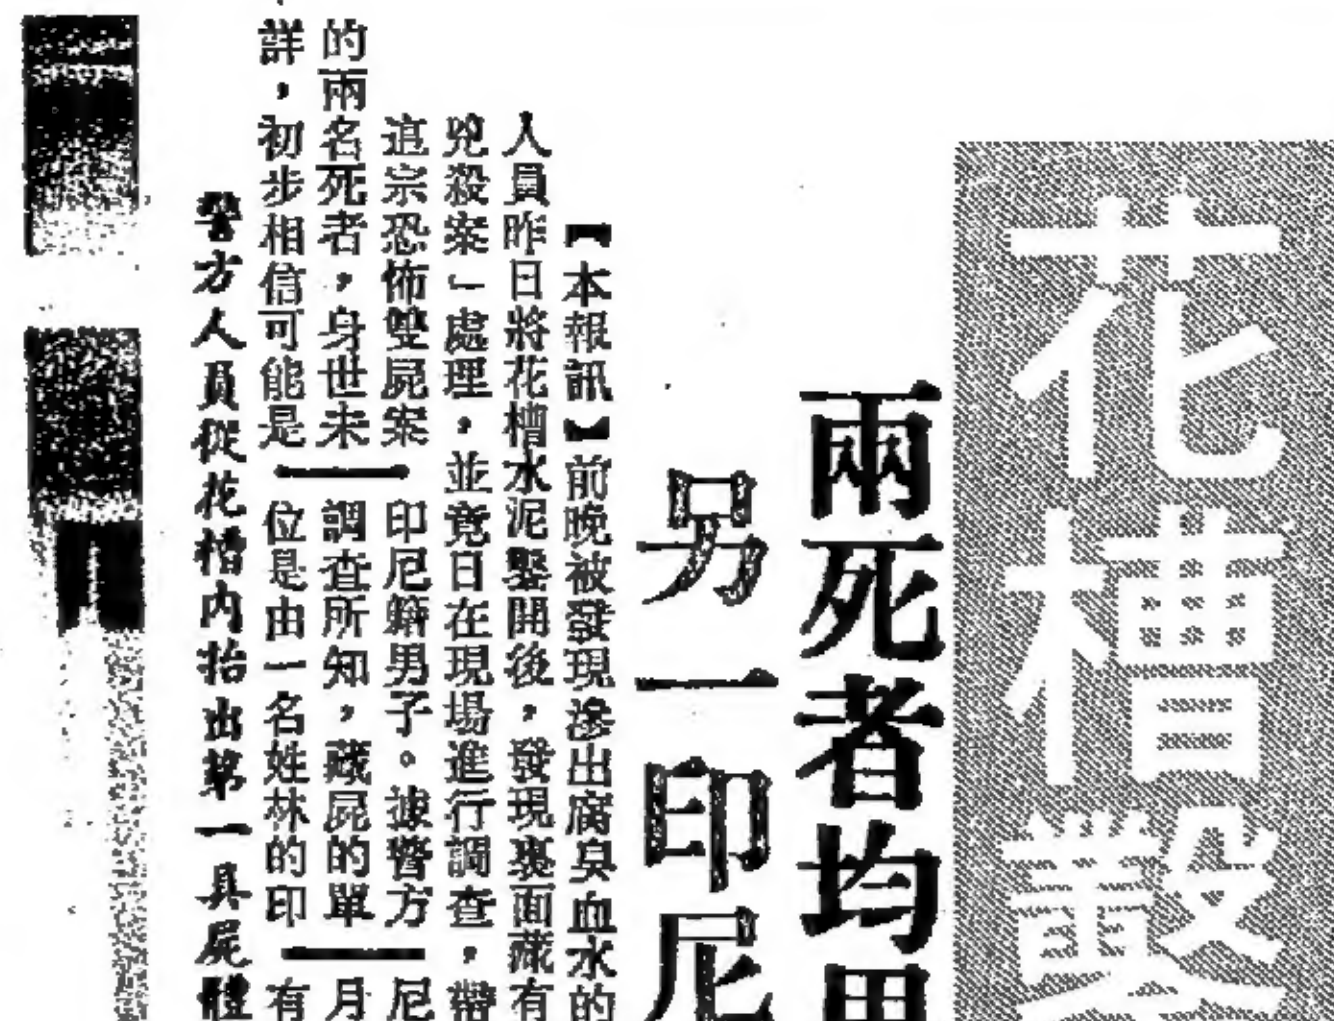 花槽鑿
兩死者均男
另一印尼
【本報訊】前晚被發現滲出腐臭血水的
人員昨日將花槽水泥鑿開後，發現裏面藏有
兇殺案」處理，並竟日在現場進行調查，
這宗恐怖雙屍案
的兩名死者，身世未
詳，初步相信可能是
印尼籍男子。據警方
調查所知，藏屍的單
位是由一名姓林的印
尼
月
有
警方人員從花槽內抬出第一具屍體